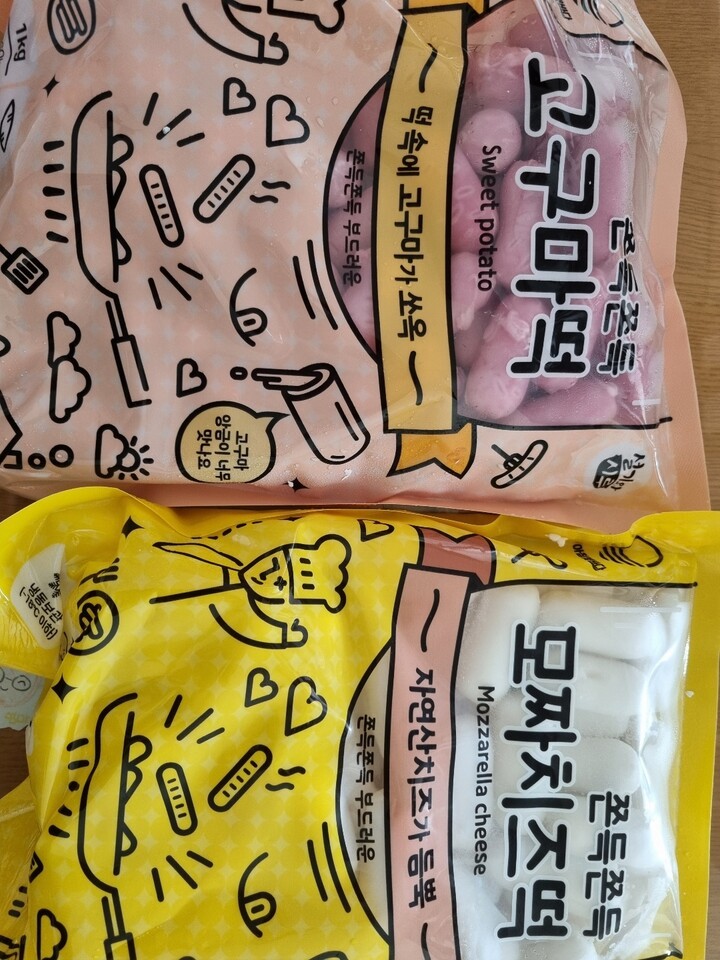 쫀득쫀득
고구마떡
Sweet potato
~ 떡 속에 고구마가 쏘옥 ~
쫀득쫀득 부드러운
고구마
앙금이 너무
맛나요
1kg
쫀득쫀득
모짜치즈떡
Mozzarella cheese
~ 자연산치즈가 듬뿍 ~
쫀득쫀득 부드러운